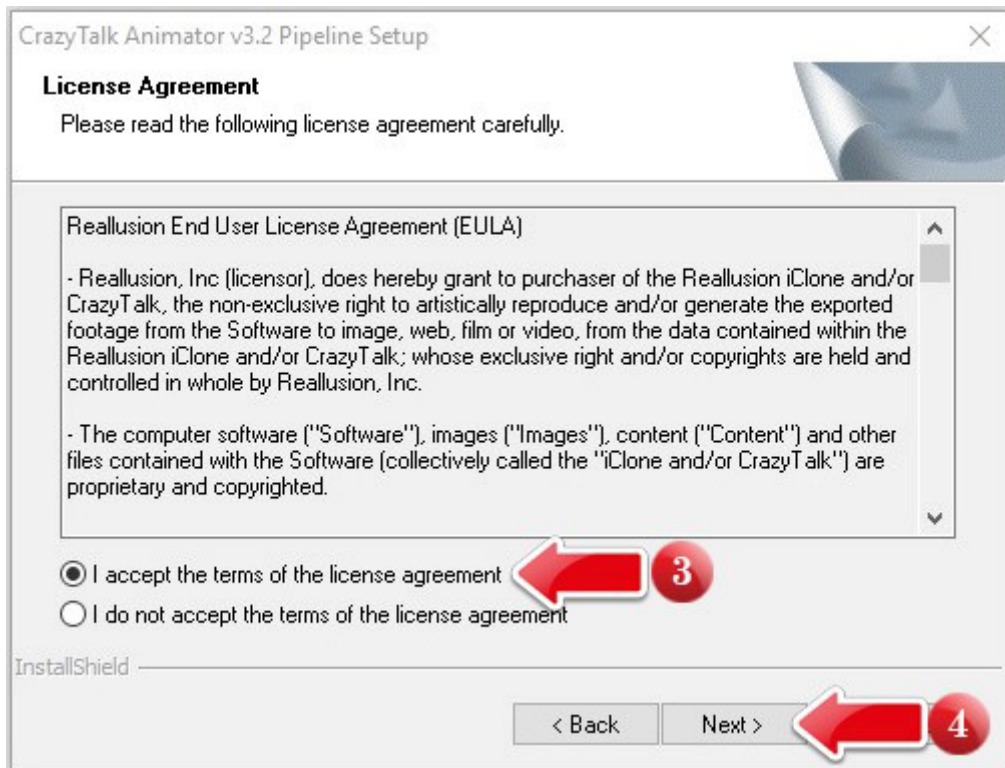 CrazyTalk Animator v3.2 Pipeline Setup
License Agreement
Please read the following license agreement carefully.
Reallusion End User License Agreement (EULA)
- Reallusion, Inc (licensor), does hereby grant to purchaser of the Reallusion iClone and/or
CrazyTalk, the non-exclusive right to artistically reproduce and/or generate the exported
footage from the Software to image, web, film or video, from the data contained within the
Reallusion iClone and/or CrazyTalk; whose exclusive right and/or copyrights are held and
controlled in whole by Reallusion, Inc.
- The computer software ("Software"), images ("Images"), content ("Content") and other
files contained with the Software (collectively called the "iClone and/or CrazyTalk") are
proprietary and copyrighted.
I accept the terms of the license agreement
3
I do not accept the terms of the license agreement
InstallShield
< Back
Next >
4